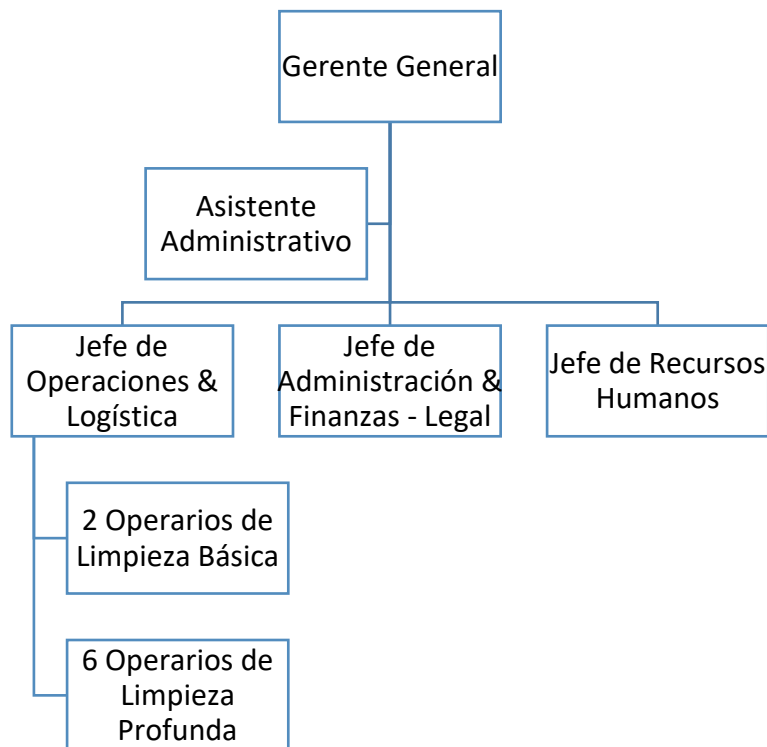 Gerente General
Asistente
Administrativo
Jefe de
Operaciones &
Logística
Jefe de
Administración &
Finanzas - Legal
Jefe de Recursos
Humanos
2 Operarios de
Limpieza Básica
6 Operarios de
Limpieza
Profunda